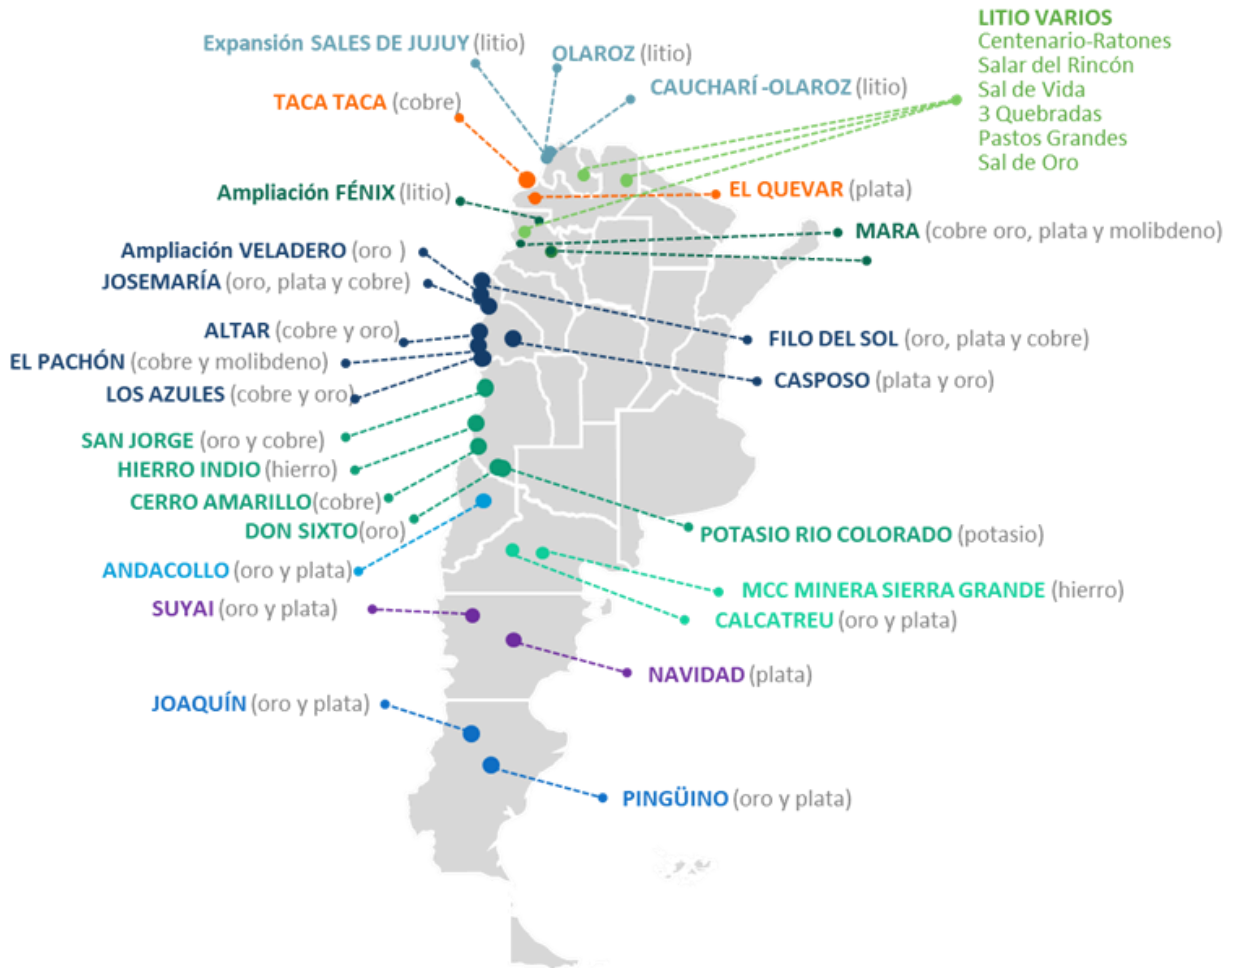 LITIO VARIOS
Centenario-Ratones
Salar del Rincón
Sal de Vida
3 Quebradas
Pastos Grandes
Sal de Oro
Expansión SALES DE JUJUY (litio)
OLAROZ (litio)
CAUCHARÍ -OLAROZ (litio)
TACA TACA (cobre)
Ampliación FÉNIX (litio)
EL QUEVAR (plata)
MARA (cobre oro, plata y molibdeno)
Ampliación VELADERO (oro )
JOSEMARÍA (oro, plata y cobre)
ALTAR (cobre y oro)
FILO DEL SOL (oro, plata y cobre)
EL PACHÓN (cobre y molibdeno)
CASPOSO (plata y oro)
LOS AZULES (cobre y oro)
SAN JORGE (oro y cobre)
HIERRO INDIO (hierro)
CERRO AMARILLO(cobre)
DON SIXTO(oro)
POTASIO RIO COLORADO (potasio)
ANDACOLLO (oro y plata)
MCC MINERA SIERRA GRANDE (hierro)
SUYAI (oro y plata)
CALCATREU (oro y plata)
NAVIDAD (plata)
JOAQUÍN (oro y plata)
PINGÜINO (oro y plata)